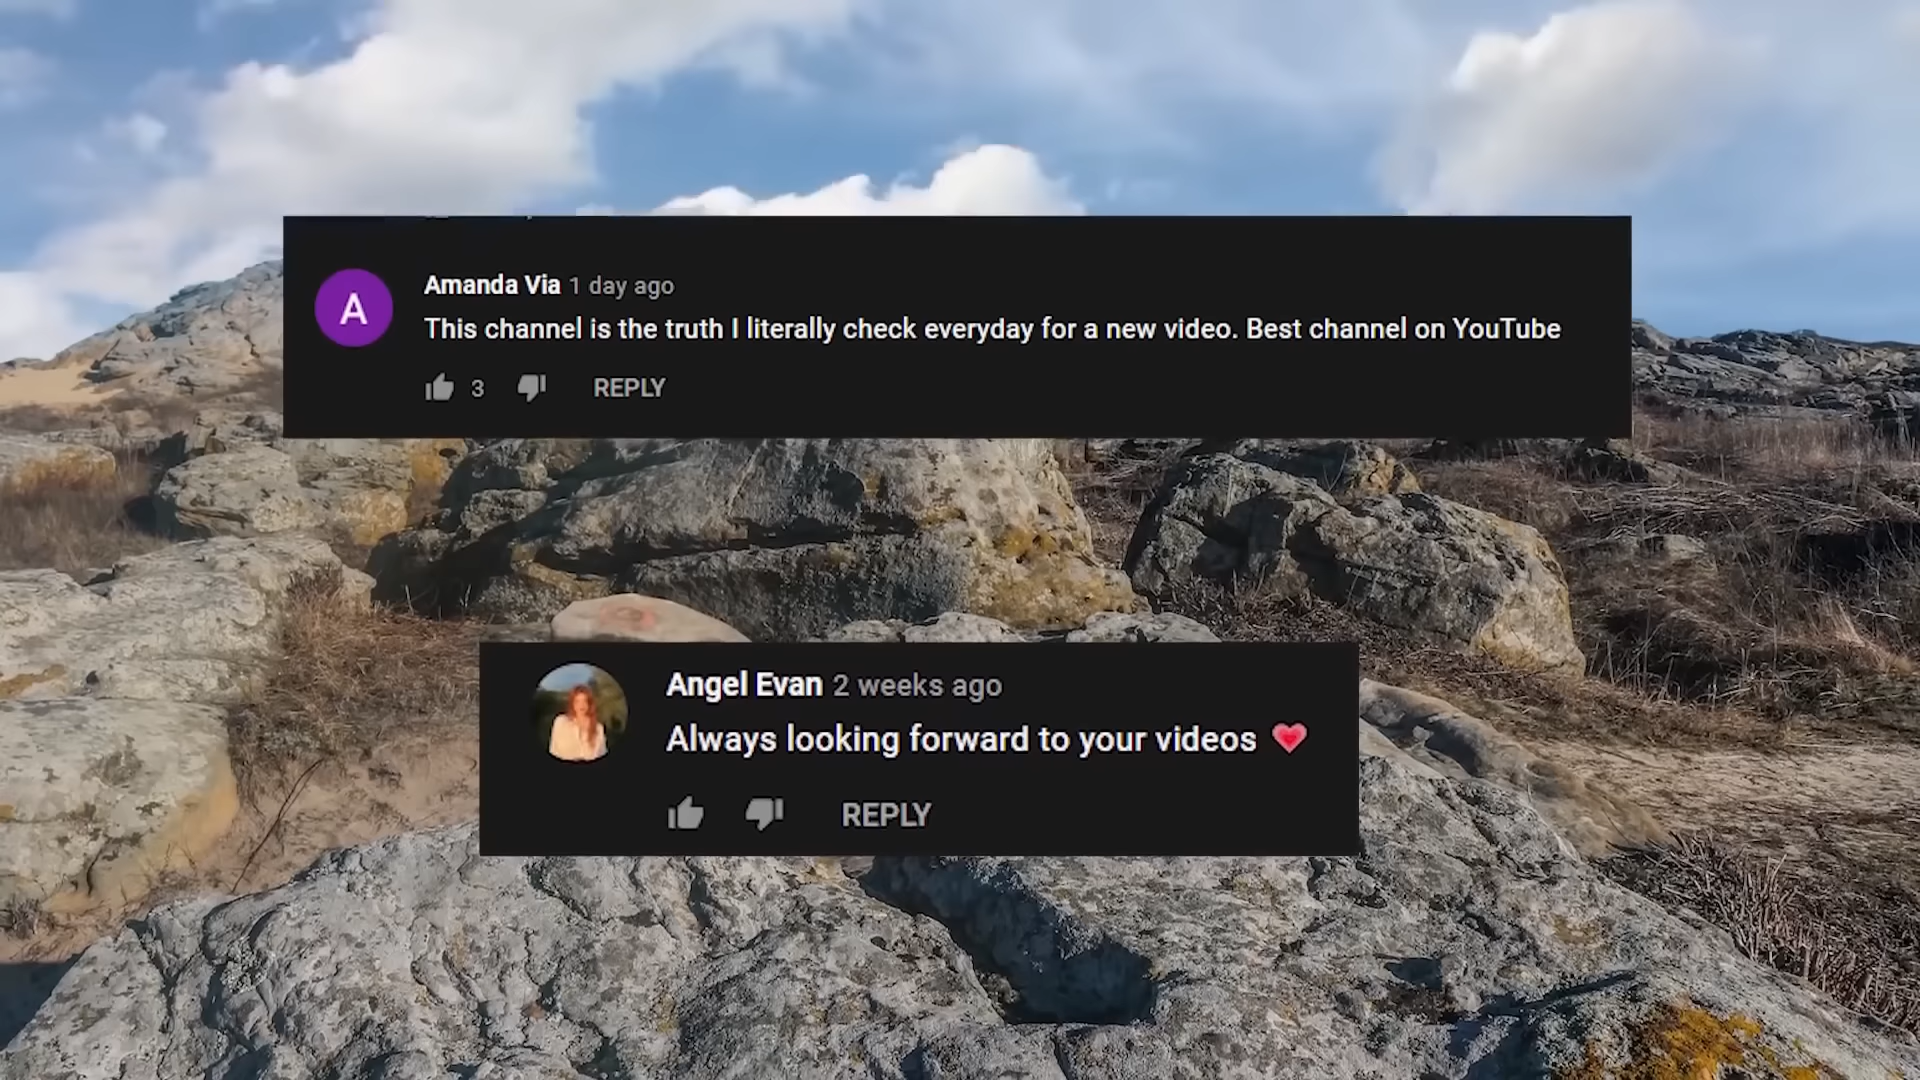 A
Amanda Via 1 day ago
This channel is the truth I literally check everyday for a new video. Best channel on YouTube
3 REPLY
Angel Evan 2 weeks ago
Always looking forward to your videos 💗
REPLY